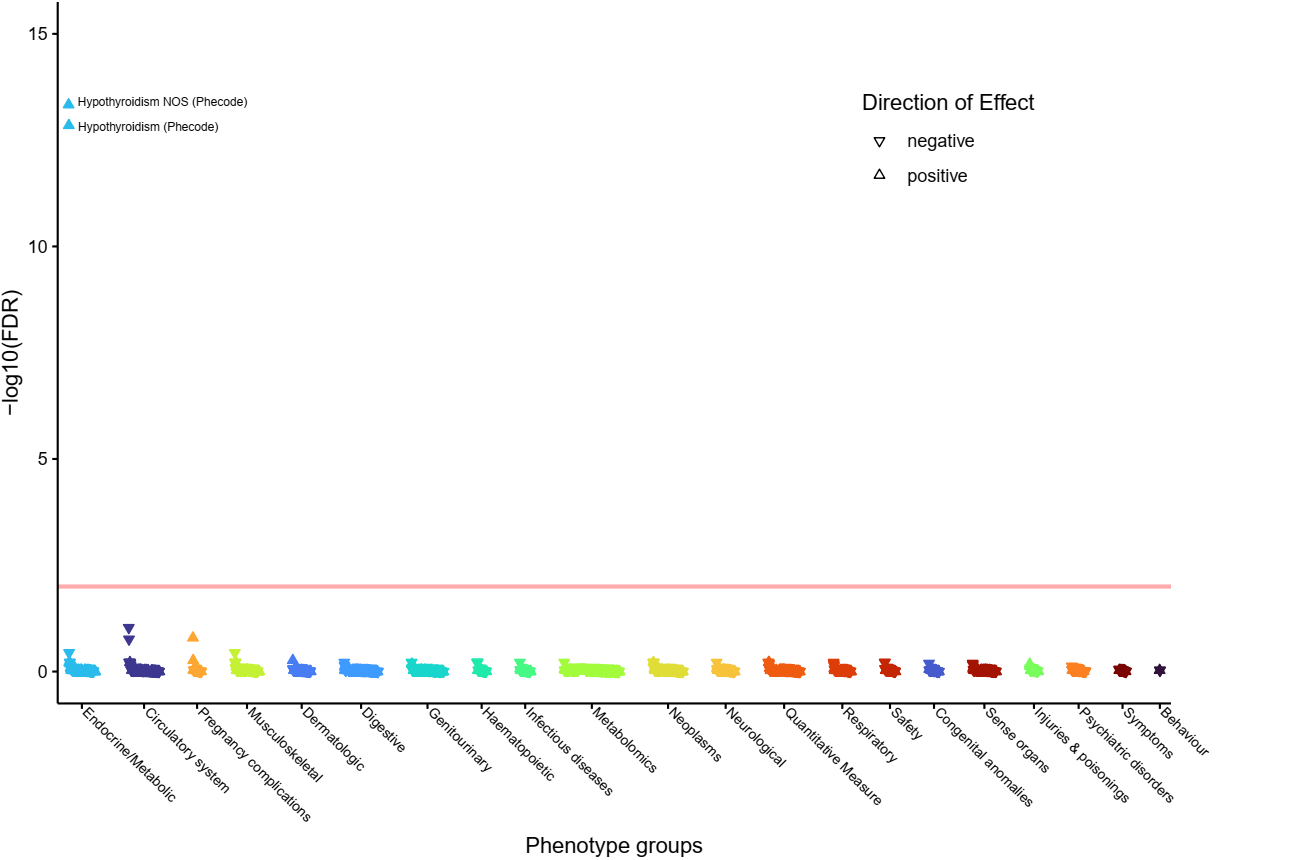 15
Hypothyroidism NOS (Phecode)
Hypothyroidism (Phecode)
Direction of Effect
negative
positive
10
−log10(FDR)
5
0
Endocrine/Metabolic
Circulatory system
Pregnancy complications
Musculoskeletal
Dermatologic
Digestive
Genitourinary
Haematopoietic
Infectious diseases
Metabolomics
Neoplasms
Neurological
Quantitative Measure
Respiratory
Safety
Congenital anomalies
Sense organs
Injuries & poisonings
Psychiatric disorders
Symptoms
Behaviour
Phenotype groups